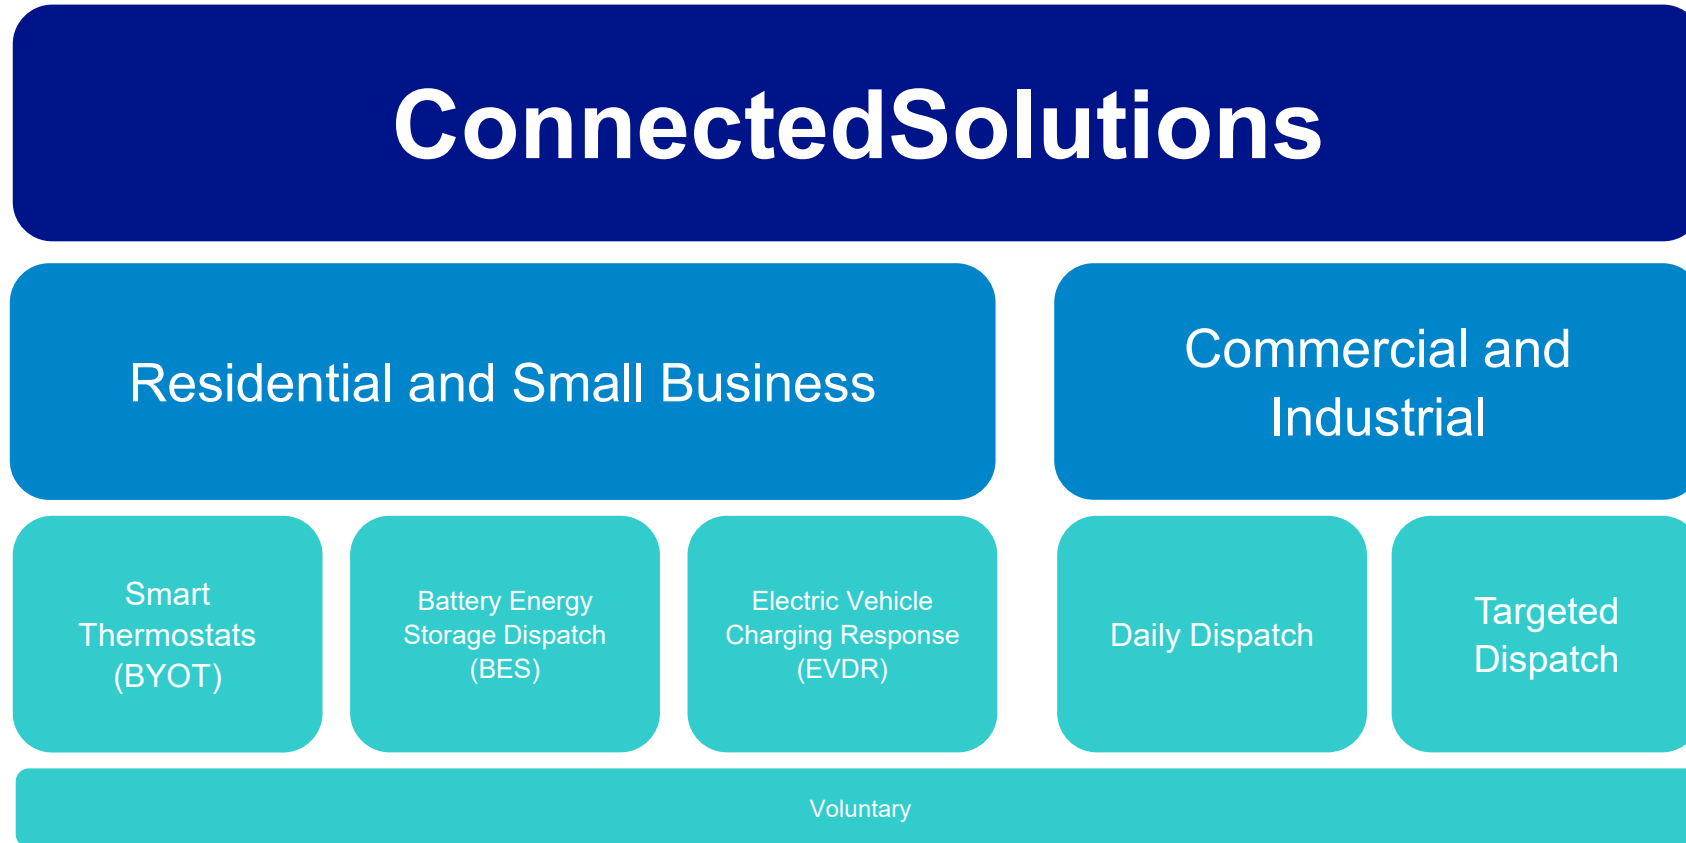 ConnectedSolutions
Residential and Small Business
Commercial and
Industrial
Smart
Thermostats
(BYOT)
Battery Energy
Storage Dispatch
(BES)
Electric Vehicle
Charging Response
(EVDR)
Daily Dispatch
Targeted
Dispatch
Voluntary